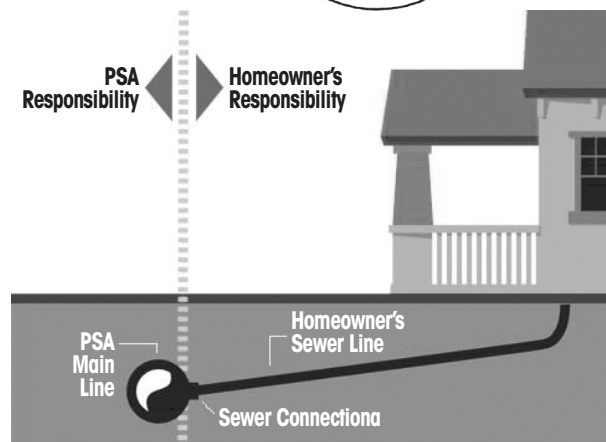 PSA
Responsibility
Homeowner's
Responsibility
PSA
Main
Line
Homeowner's
Sewer Line
Sewer Connectiona